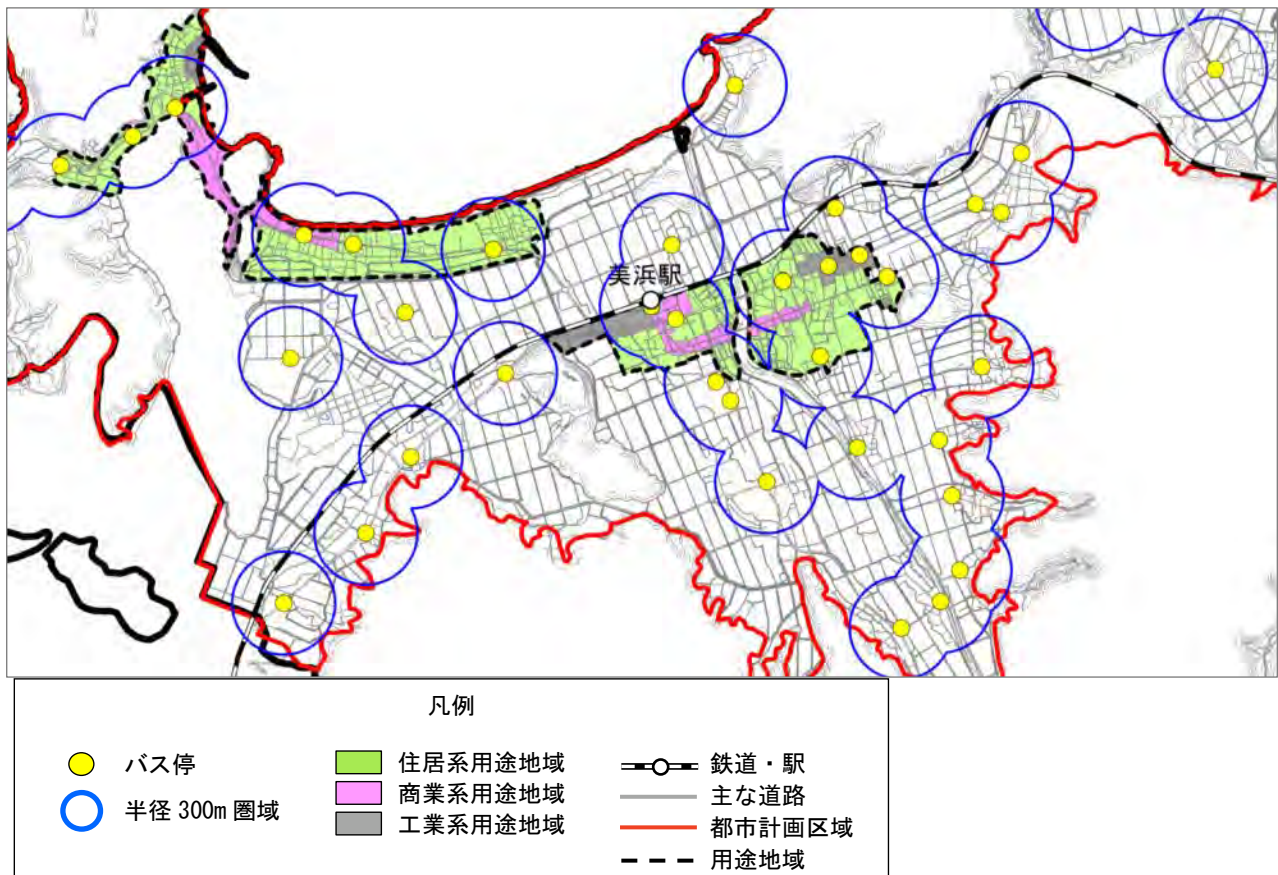 美浜駅
凡例
バス停
半径 300m 圏域
住居系用途地域
商業系用途地域
工業系用途地域
鉄道・駅
主な道路
都市計画区域
用途地域